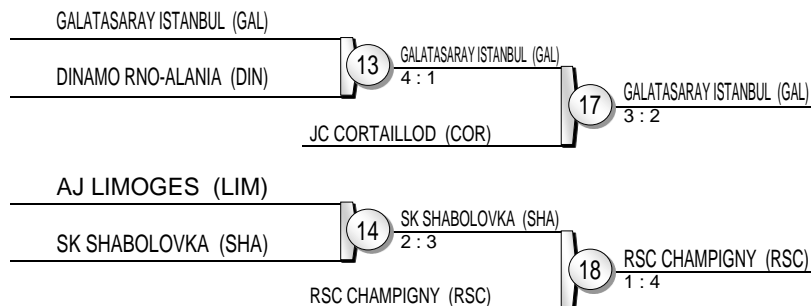 GALATASARAY ISTANBUL (GAL)
DINAMO RNO-ALANIA (DIN)
13
GALATASARAY ISTANBUL (GAL)
4 : 1
JC CORTAILLOD (COR)
17
GALATASARAY ISTANBUL (GAL)
3 : 2
AJ LIMOGES (LIM)
SK SHABOLOVKA (SHA)
14
SK SHABOLOVKA (SHA)
2 : 3
RSC CHAMPIGNY (RSC)
18
RSC CHAMPIGNY (RSC)
1 : 4